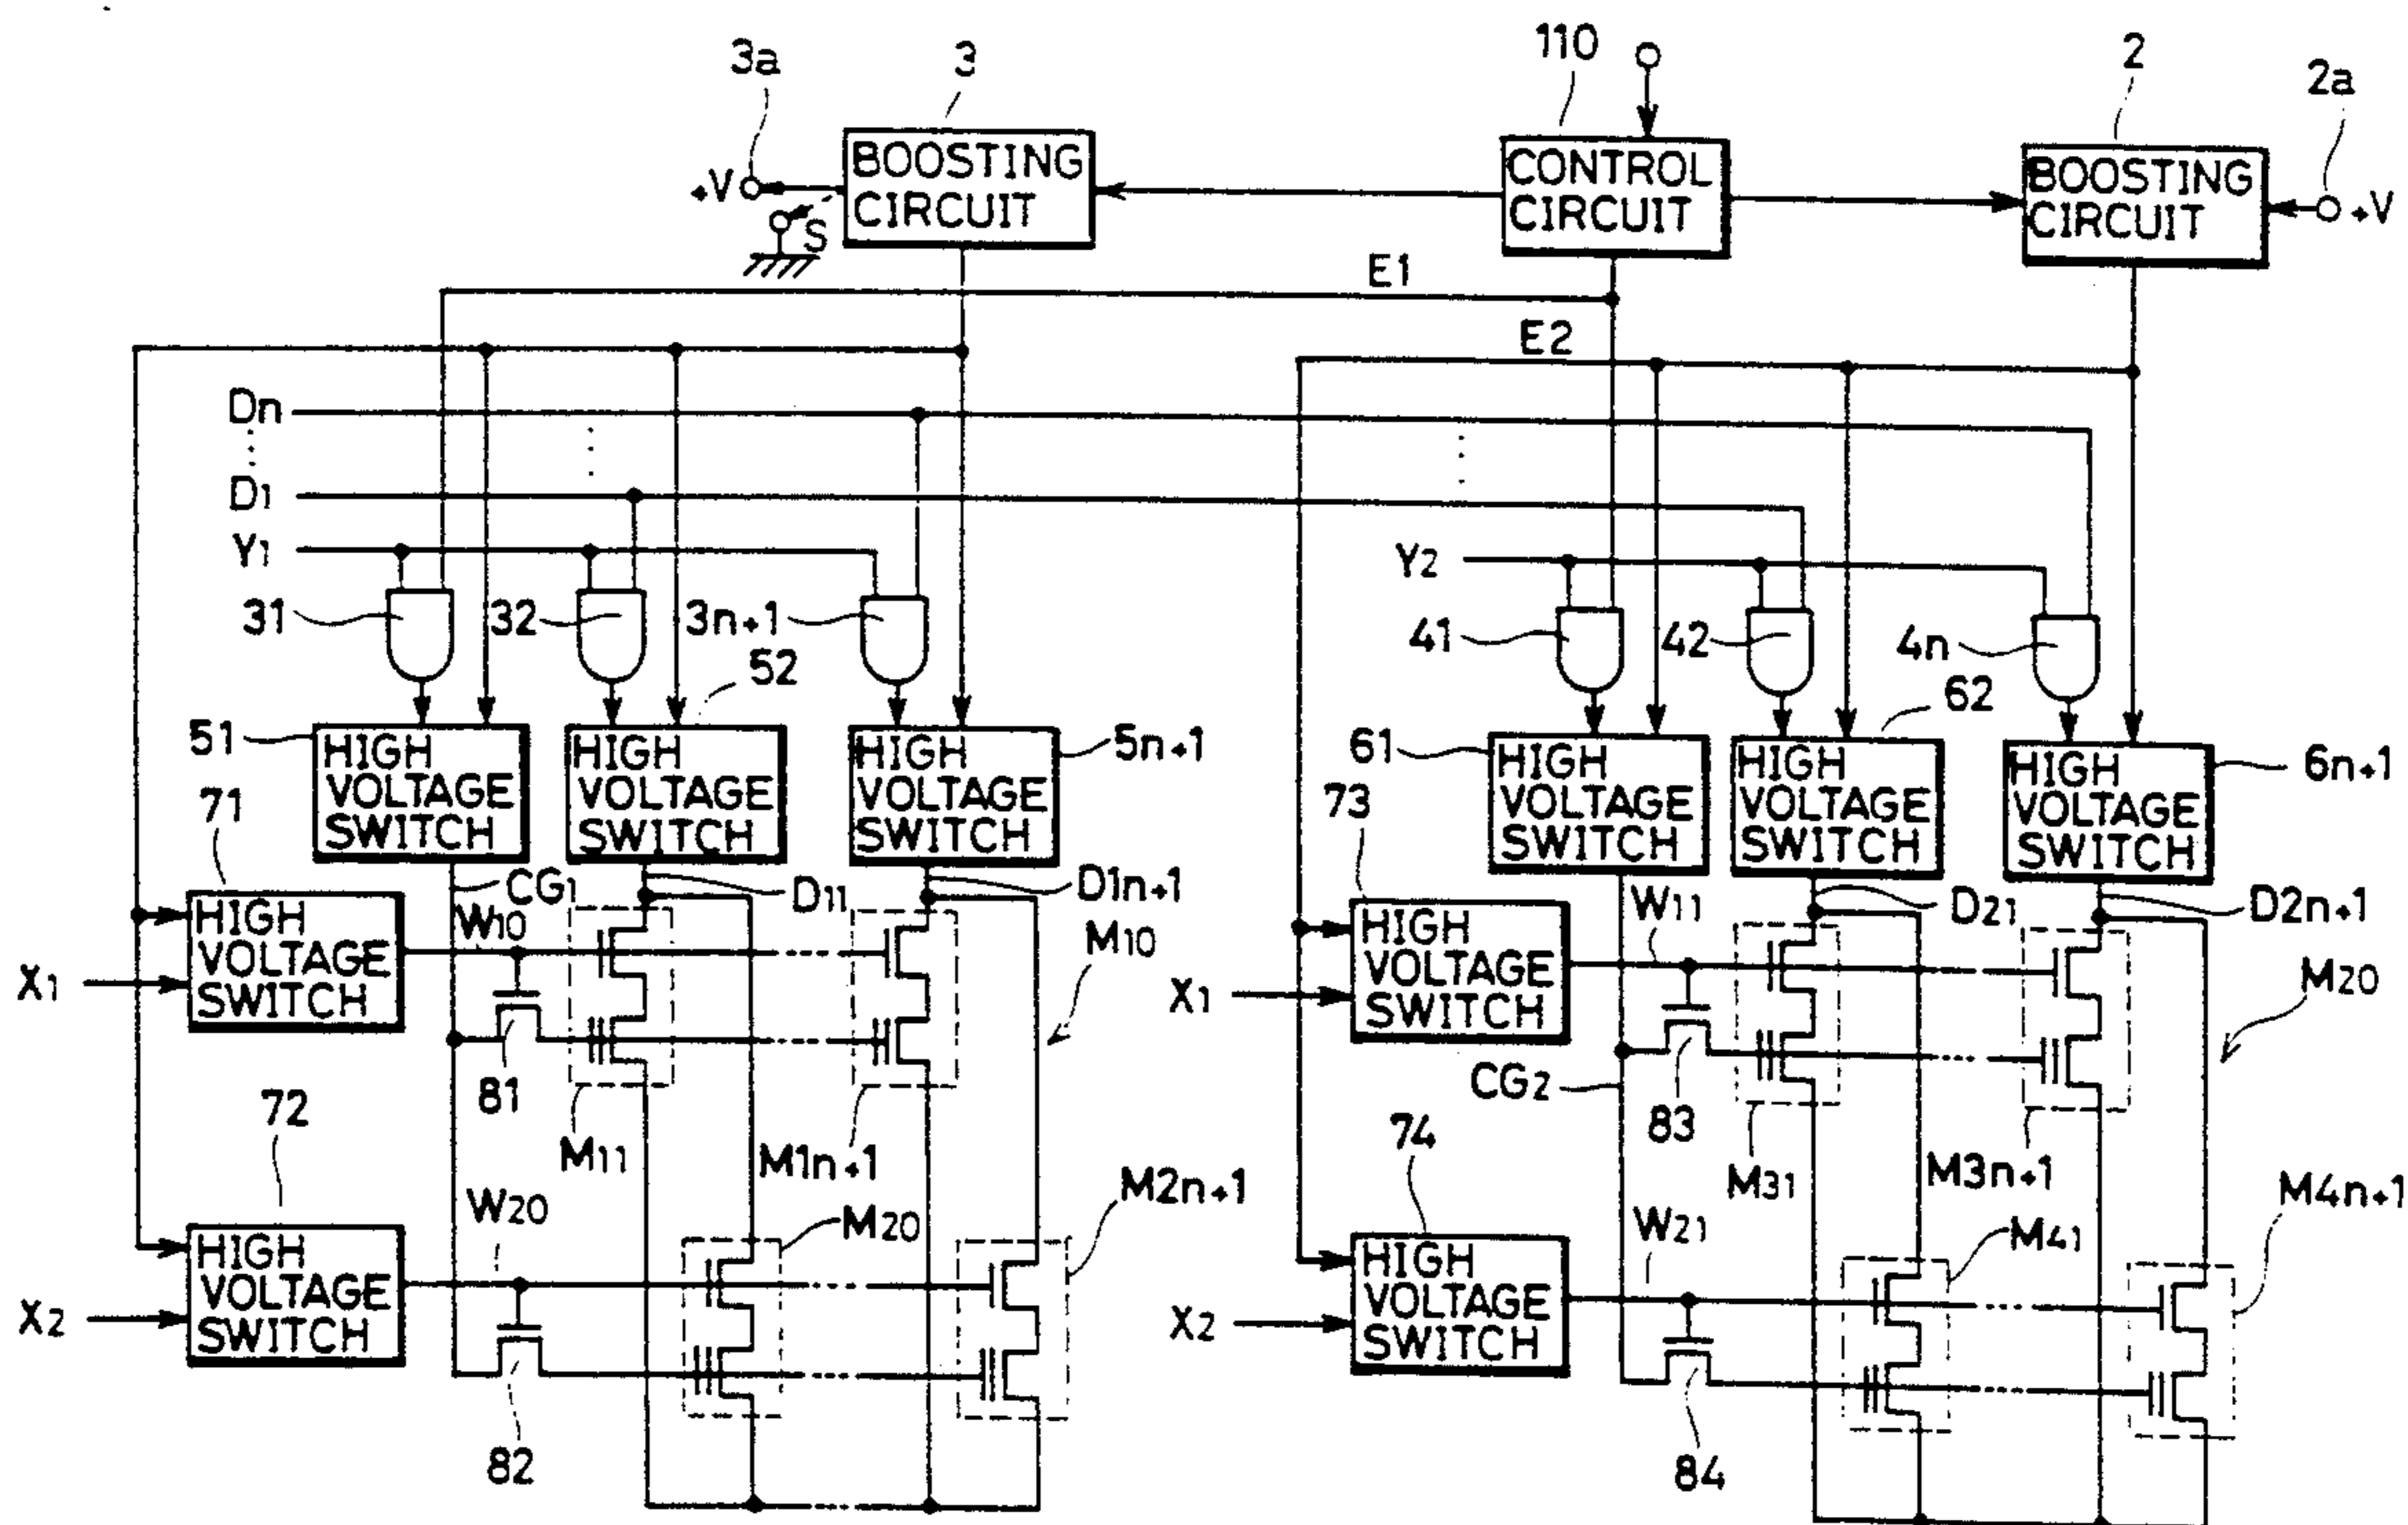 3a
3
110
2
2a
+V
BOOSTING
CIRCUIT
S
CONTROL
CIRCUIT
BOOSTING
CIRCUIT
+V
E1
E2
Dn
D1
Y1
Y2
31
32
3n+1
41
42
4n
52
62
51
HIGH
VOLTAGE
SWITCH
HIGH
VOLTAGE
SWITCH
HIGH
VOLTAGE
SWITCH
5n+1
61
HIGH
VOLTAGE
SWITCH
HIGH
VOLTAGE
SWITCH
HIGH
VOLTAGE
SWITCH
6n+1
71
73
CG1
D11
D1n+1
W10
M10
W11
D21
D2n+1
M20
X1
HIGH
VOLTAGE
SWITCH
X1
HIGH
VOLTAGE
SWITCH
81
CG2
83
72
M11
M1n+1
74
M31
M3n+1
M2n+1
M4n+1
W20
M20
W21
M41
X2
HIGH
VOLTAGE
SWITCH
X2
HIGH
VOLTAGE
SWITCH
82
84